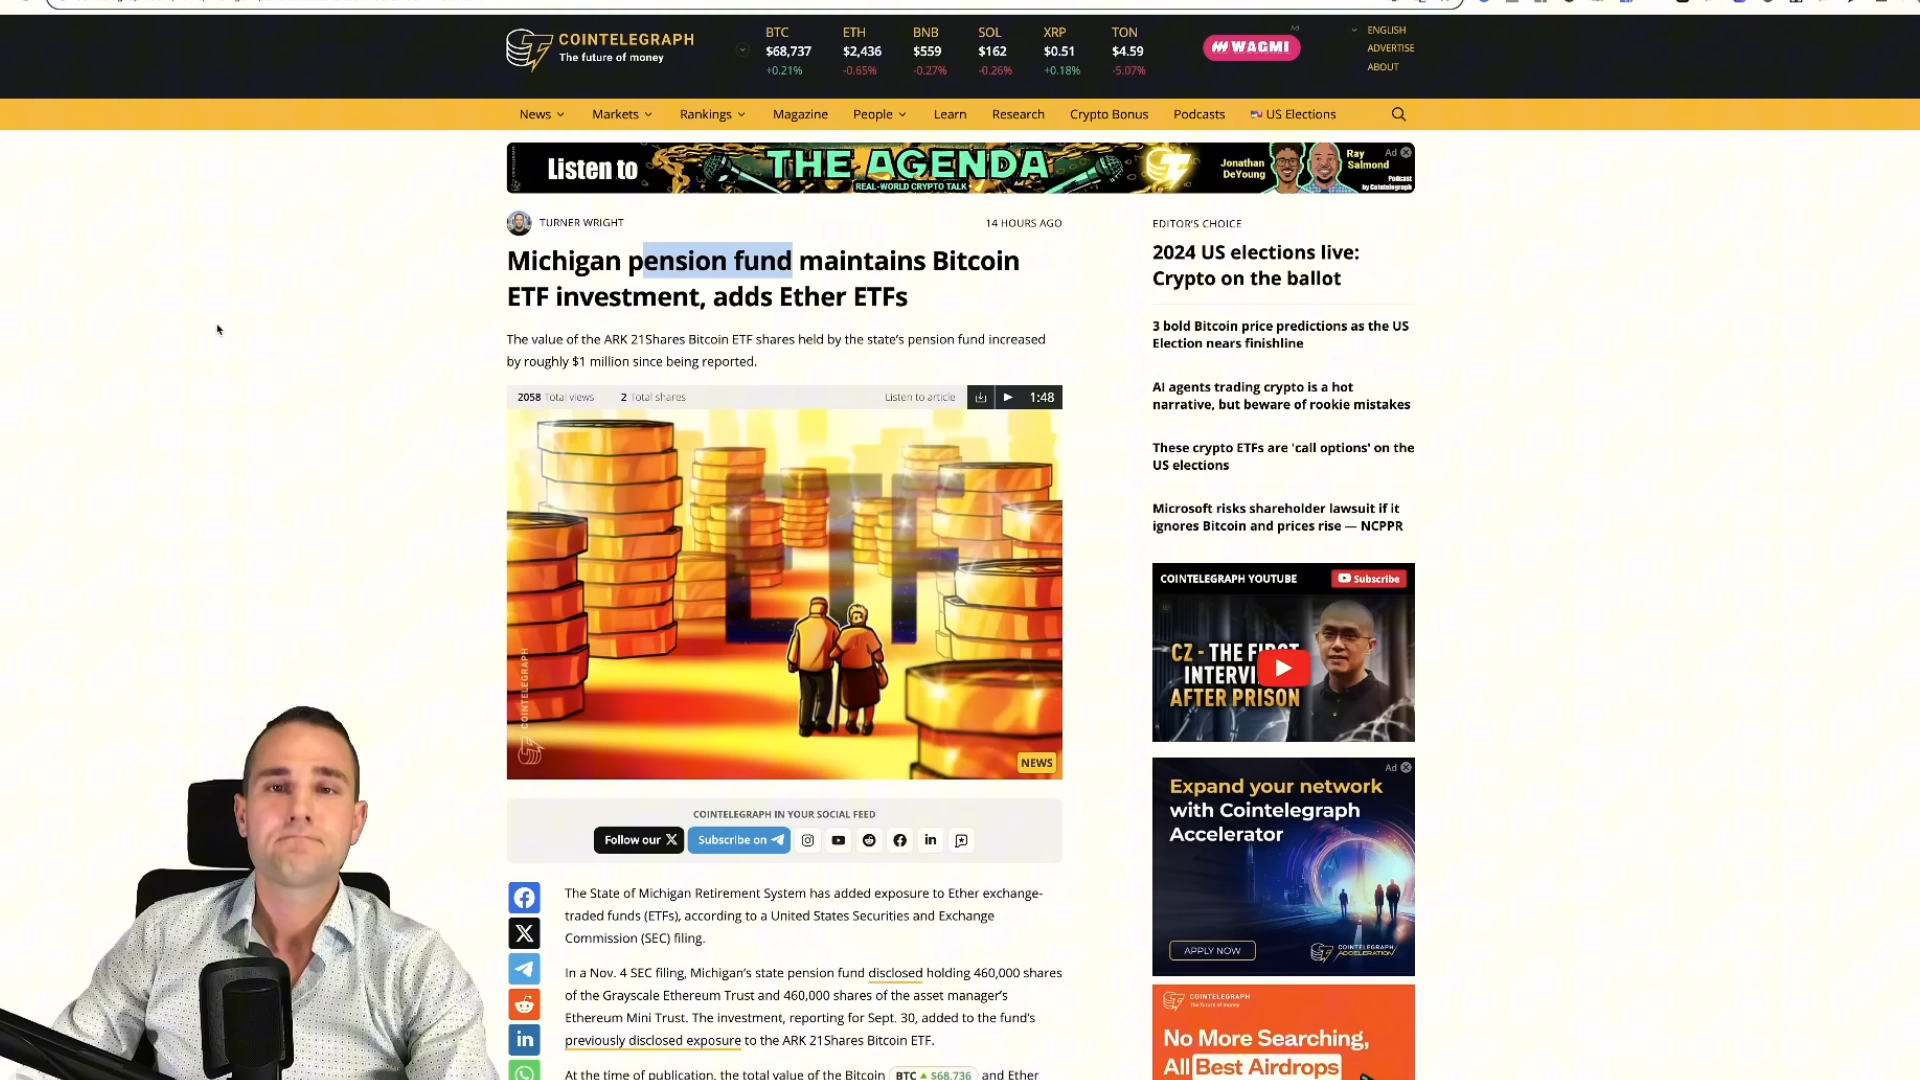 COINTELEGRAPH
The future of money
BTC
$68,737
+0.21%
ETH
$2,436
-0.65%
BNB
$559
-0.27%
SOL
$162
-0.26%
XRP
$0.51
+0.18%
TON
$4.59
-5.07%
Ad
WAGMI
ENGLISH
ADVERTISE
ABOUT
News
Markets
Rankings
Magazine
People
Learn
Research
Crypto Bonus
Podcasts
US Elections
Listen to
THE AGENDA
REAL-WORLD CRYPTO TALK
Jonathan
DeYoung
Ray
Salmond
Ad
Podcast
by Cointelegraph
TURNER WRIGHT
14 HOURS AGO
Michigan pension fund maintains Bitcoin
ETF investment, adds Ether ETFs
The value of the ARK 21Shares Bitcoin ETF shares held by the state's pension fund increased
by roughly $1 million since being reported.
2058 Total views
2 Total shares
Listen to article
1:48
ETF
COINTELEGRAPH
NEWS
COINTELEGRAPH IN YOUR SOCIAL FEED
Follow our X
Subscribe on
The State of Michigan Retirement System has added exposure to Ether exchange-
traded funds (ETFs), according to a United States Securities and Exchange
Commission (SEC) filing.
In a Nov. 4 SEC filing, Michigan's state pension fund disclosed holding 460,000 shares
of the Grayscale Ethereum Trust and 460,000 shares of the asset manager's
Ethereum Mini Trust. The investment, reporting for Sept. 30, added to the fund's
previously disclosed exposure to the ARK 21Shares Bitcoin ETF.
At the time of publication, the total value of the Bitcoin BTC $68,736 and Ether
EDITOR'S CHOICE
2024 US elections live:
Crypto on the ballot
3 bold Bitcoin price predictions as the US
Election nears finishline
AI agents trading crypto is a hot
narrative, but beware of rookie mistakes
These crypto ETFs are 'call options' on the
US elections
Microsoft risks shareholder lawsuit if it
ignores Bitcoin and prices rise — NCPPR
COINTELEGRAPH YOUTUBE
Subscribe
CZ - THE FIRST
AFTER PRISON
Ad
Expand your network
with Cointelegraph
Accelerator
APPLY NOW
COINTELEGRAPH
ACCELERATION
COINTELEGRAPH
The future of money
No More Searching,
All Best Airdrops